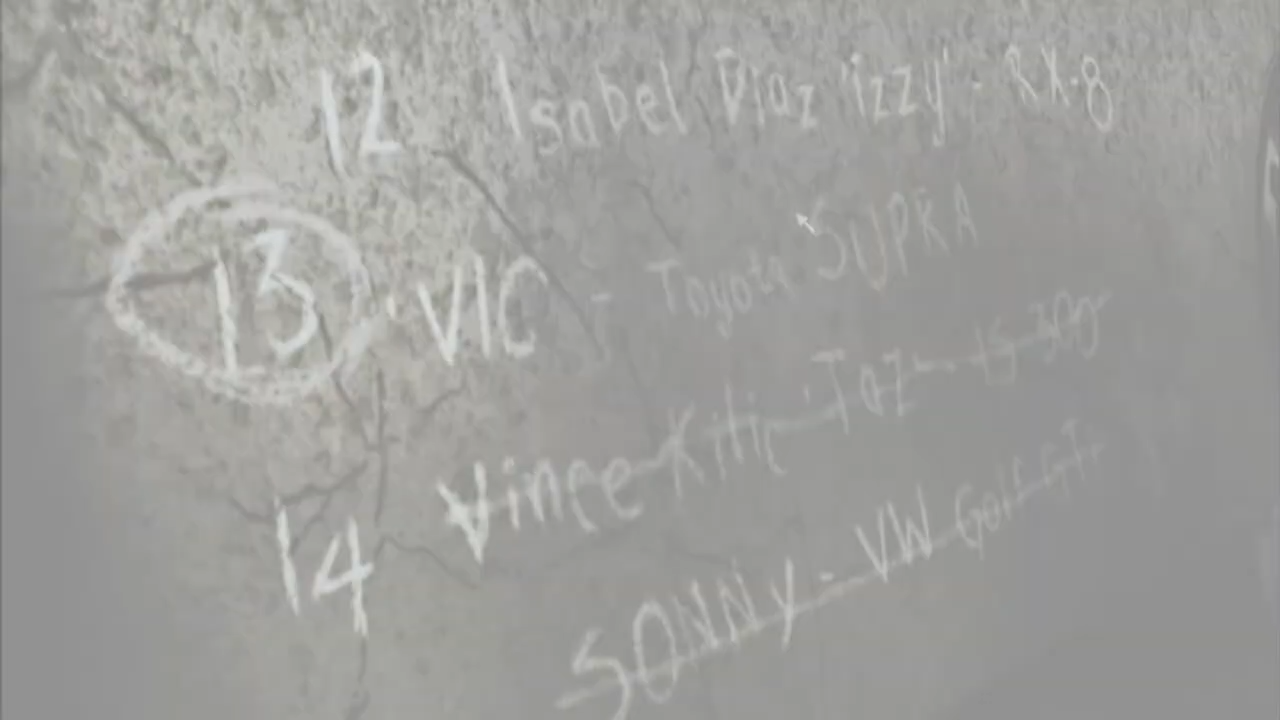 12 Isabel Diaz 'izzy' - RX-8
13 'VIC - Toyota SUPRA
14 Vince Kilic 'Taz - IS 300
SONNY - VW Golf GTi